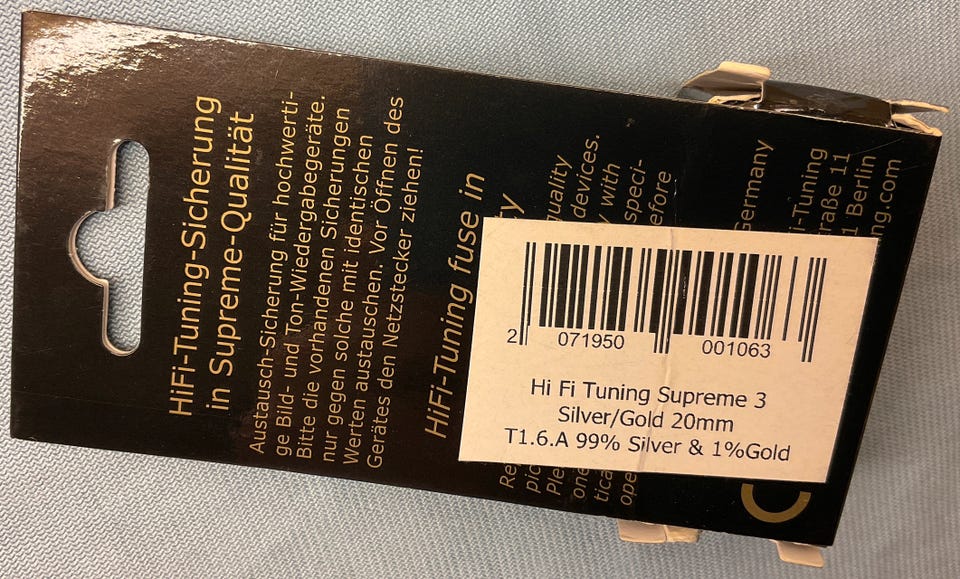 HiFi-Tuning-Sicherung
in Supreme-Qualität
Austausch-Sicherung für hochwerti-
ge Bild- und Ton-Wiedergabegeräte.
Bitte die vorhandenen Sicherungen
nur gegen solche mit identischen
Werten austauschen. Vor Öffnen des
Gerätes den Netzstecker ziehen!
HiFi-Tuning fuse in
quality
devices.
with
speci-
efore
Germany
i-Tuning
traße 11
1 Berlin
ng.com
2 071950 001063
Hi Fi Tuning Supreme 3
Silver/Gold 20mm
T1.6.A 99% Silver & 1%Gold